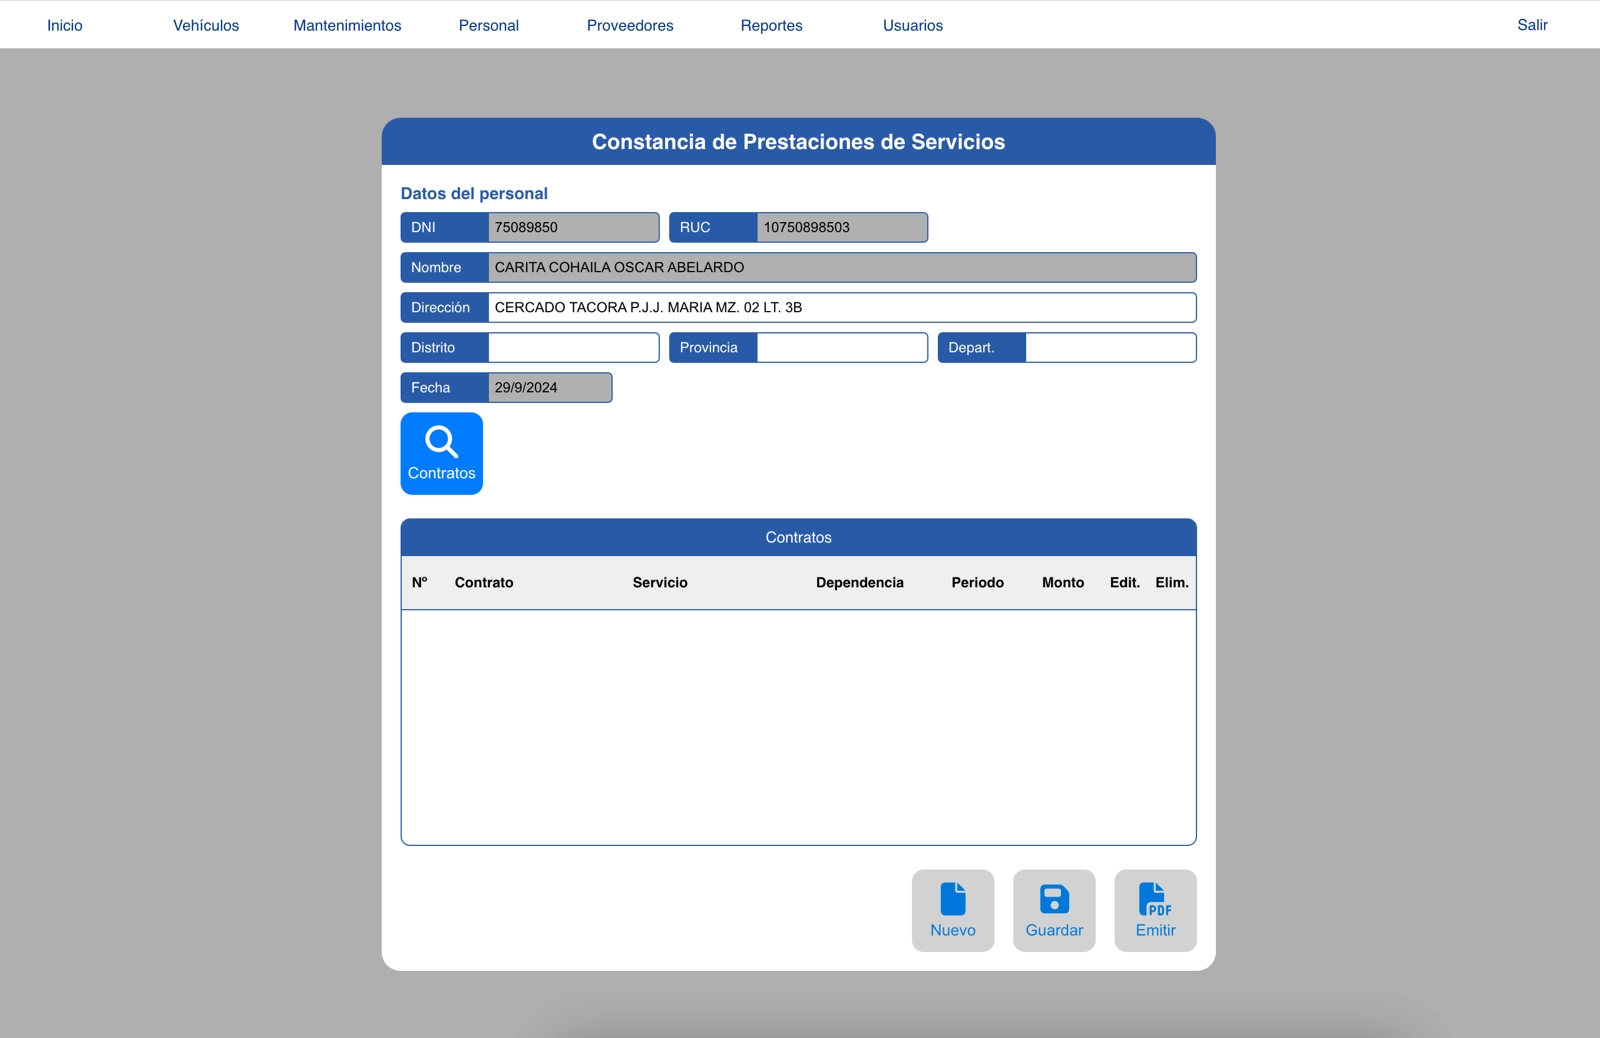 Inicio Vehículos Mantenimientos Personal Proveedores Reportes Usuarios Salir
Constancia de Prestaciones de Servicios
Datos del personal
DNI 75089850 RUC 10750898503
Nombre CARITA COHAILA OSCAR ABELARDO
Dirección CERCADO TACORA P.J.J. MARIA MZ. 02 LT. 3B
Distrito Provincia Depart.
Fecha 29/9/2024
Contratos
Contratos
Nº Contrato Servicio Dependencia Periodo Monto Edit. Elim.
PDF
Nuevo Guardar Emitir